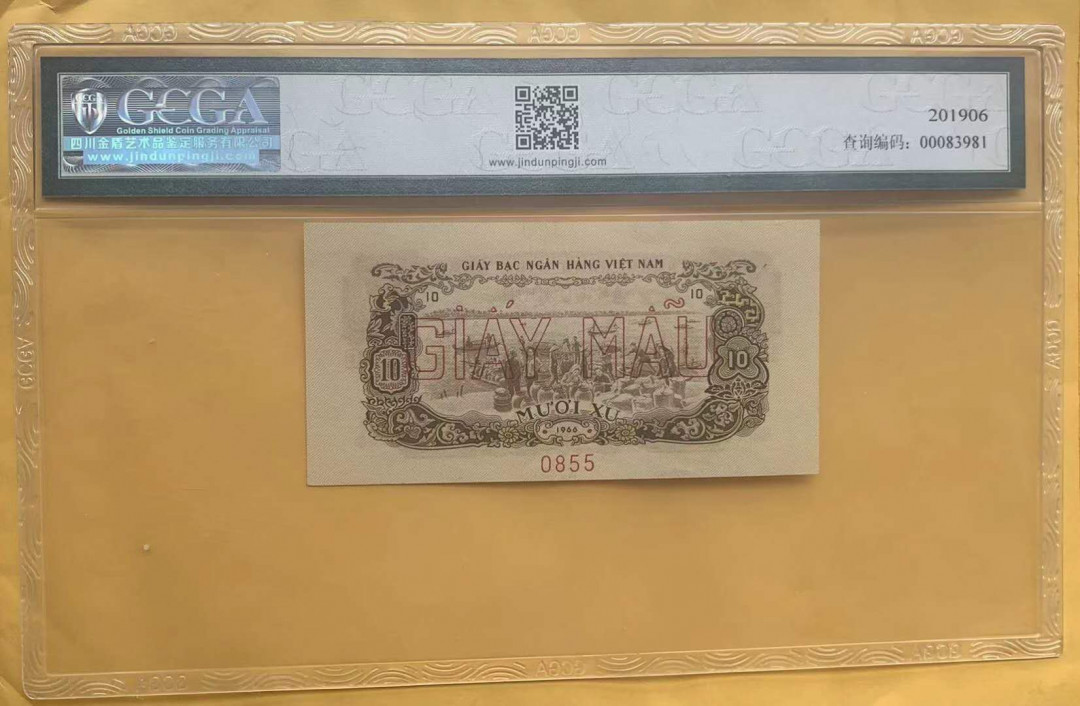 GCGA
Golden Shield Coin Grading Appraisal
四川金盾艺术品鉴定服务有限公司
www.jindunpingji.com
www.jindunpingji.com
201906
查询编码：00083981
GIẤY BẠC NGÂN HÀNG VIỆT NAM
10
10
GIẤY MẪU
10
10
MƯƠI XU
1966
0855